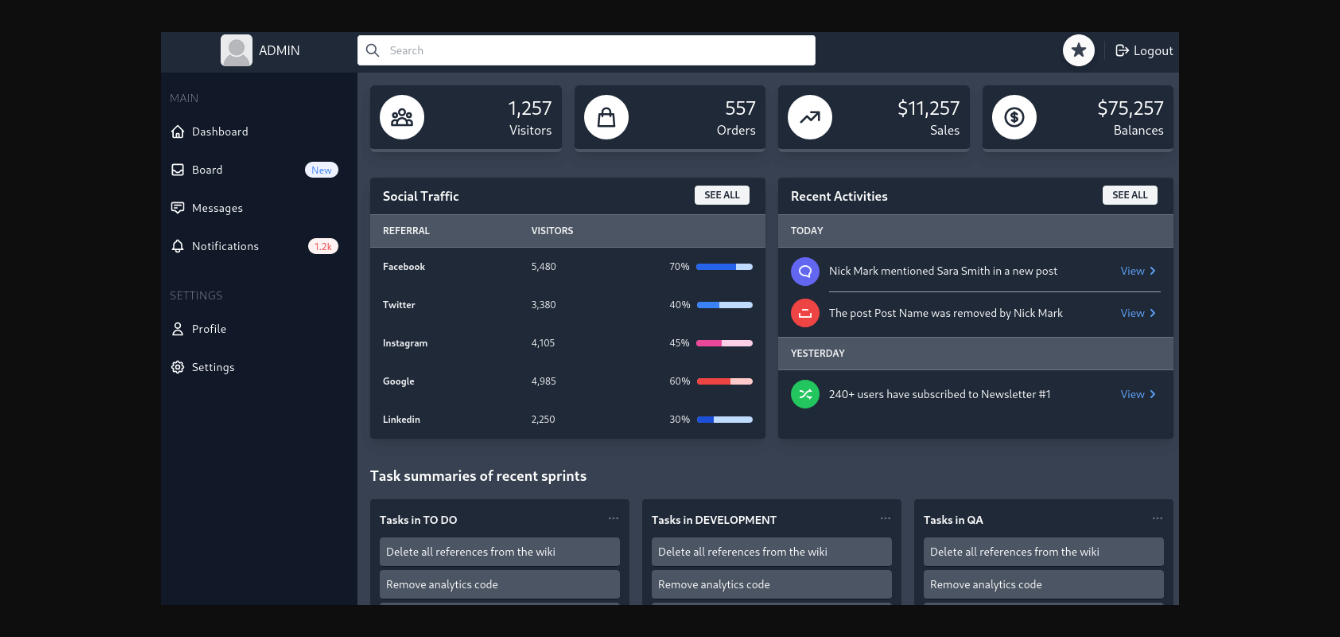 ADMIN
Search
Logout
MAIN
Dashboard
Board New
Messages
Notifications 1.2k
SETTINGS
Profile
Settings
1,257
Visitors
557
Orders
$11,257
Sales
$75,257
Balances
Social Traffic SEE ALL
REFERRAL VISITORS
Facebook 5,480 70%
Twitter 3,380 40%
Instagram 4,105 45%
Google 4,985 60%
Linkedin 2,250 30%
Recent Activities SEE ALL
TODAY
Nick Mark mentioned Sara Smith in a new post View
The post Post Name was removed by Nick Mark View
YESTERDAY
240+ users have subscribed to Newsletter #1 View
Task summaries of recent sprints
Tasks in TO DO ...
Delete all references from the wiki
Remove analytics code
Tasks in DEVELOPMENT ...
Delete all references from the wiki
Remove analytics code
Tasks in QA ...
Delete all references from the wiki
Remove analytics code